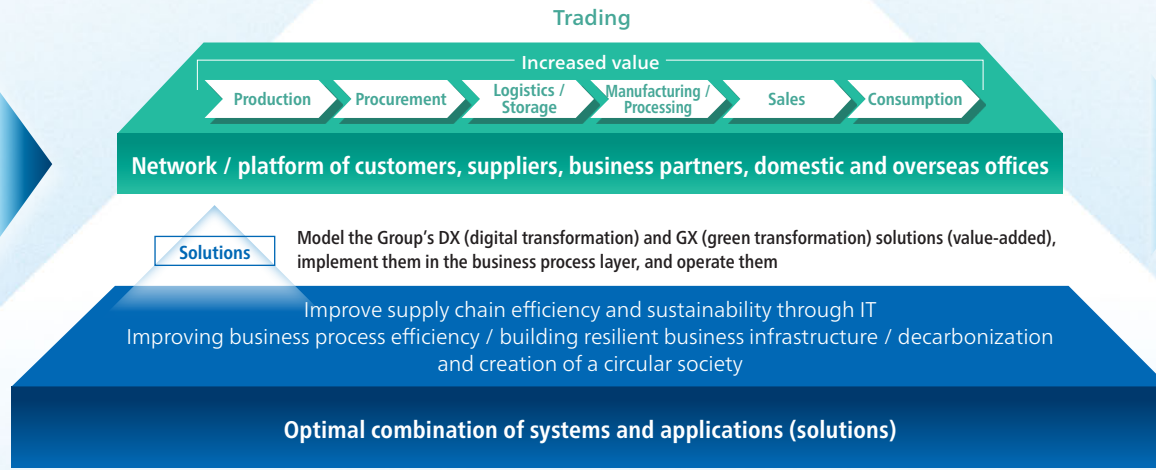 Trading
Increased value
Production
Procurement
Logistics /
Storage
Manufacturing /
Processing
Sales
Consumption
Network / platform of customers, suppliers, business partners, domestic and overseas offices
Solutions
Model the Group's DX (digital transformation) and GX (green transformation) solutions (value-added),
implement them in the business process layer, and operate them
Improve supply chain efficiency and sustainability through IT
Improving business process efficiency / building resilient business infrastructure / decarbonization
and creation of a circular society
Optimal combination of systems and applications (solutions)